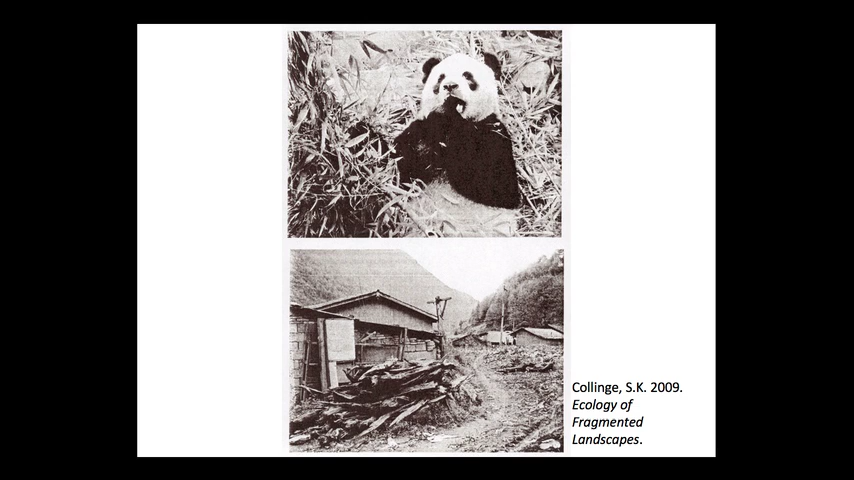 Collinge, S.K. 2009.
Ecology of
Fragmented
Landscapes.